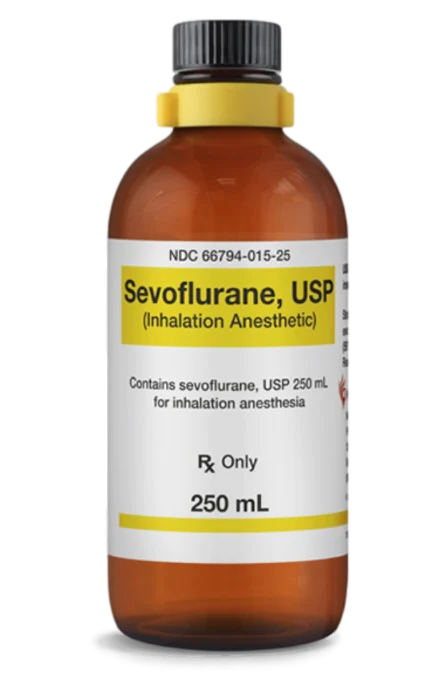 NDC 66794-015-25
Sevoflurane, USP
(Inhalation Anesthetic)
Contains sevoflurane, USP 250 mL
for inhalation anesthesia
Rx Only
250 mL